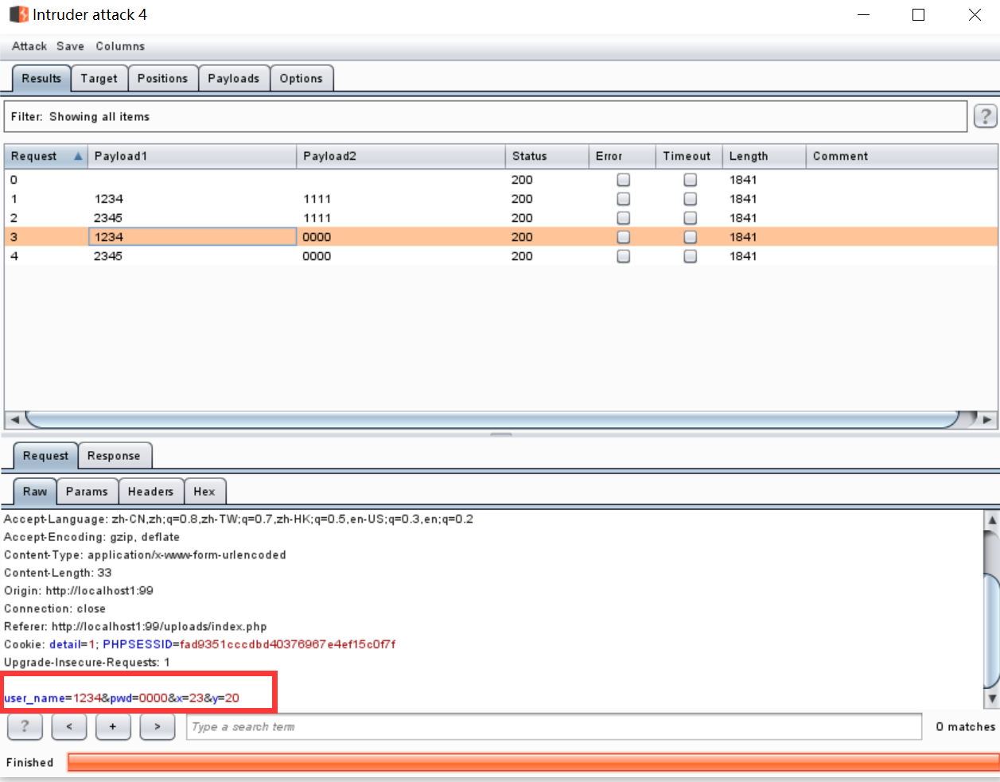 Intruder attack 4
Attack Save Columns
Results Target Positions Payloads Options
Filter: Showing all items
?
Request Payload1 Payload2 Status Error Timeout Length Comment
0 200 1841
1 1234 1111 200 1841
2 2345 1111 200 1841
3 1234 0000 200 1841
4 2345 0000 200 1841
Request Response
Raw Params Headers Hex
Accept-Language: zh-CN,zh;q=0.8,zh-TW;q=0.7,zh-HK;q=0.5,en-US;q=0.3,en;q=0.2
Accept-Encoding: gzip, deflate
Content-Type: application/x-www-form-urlencoded
Content-Length: 33
Origin: http://localhost1:99
Connection: close
Referer: http://localhost1:99/uploads/index.php
Cookie: detail=1; PHPSESSID=fad9351cccdbd40376967e4ef15c0f7f
Upgrade-Insecure-Requests: 1
user_name=1234&pwd=0000&x=23&y=20
? < + > Type a search term 0 matches
Finished